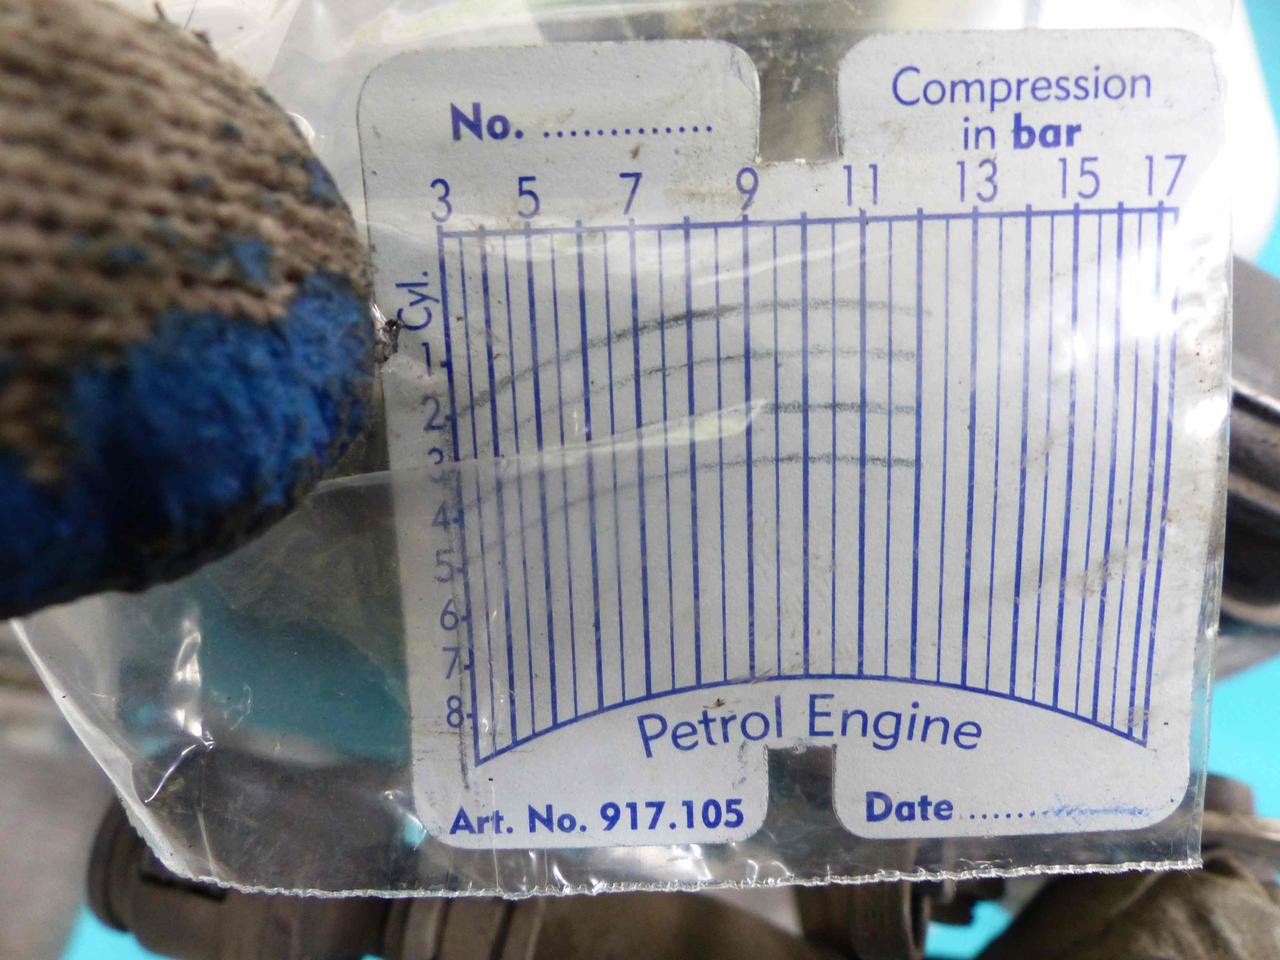 No. ............
Compression
in bar
3 5 7 9 11 13 15 17
Cyl.
1
2
3
4
5
6
7
8
Petrol Engine
Art. No. 917.105
Date ..................